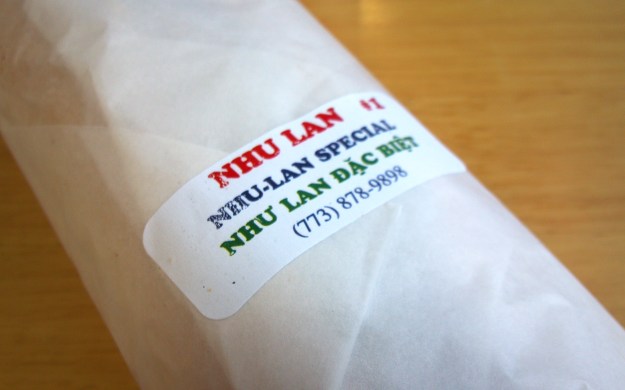 NHU LAN #1
NHU-LAN SPECIAL
NHƯ LAN ĐẶC BIỆT
(773) 878-9898